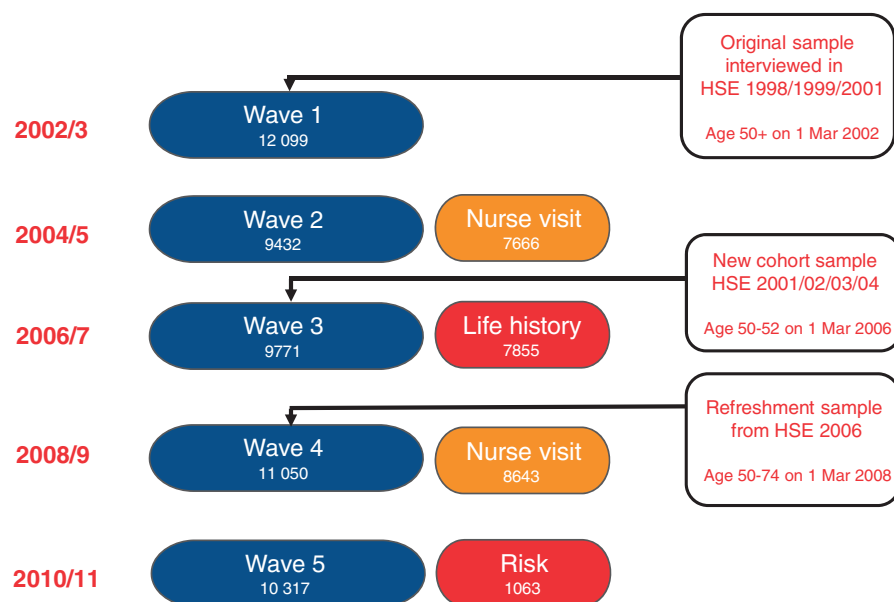 Original sample
interviewed in
HSE 1998/1999/2001
Age 50+ on 1 Mar 2002
2002/3
Wave 1
12 099
2004/5
Wave 2
9432
Nurse visit
7666
New cohort sample
HSE 2001/02/03/04
Age 50-52 on 1 Mar 2006
2006/7
Wave 3
9771
Life history
7855
Refreshment sample
from HSE 2006
Age 50-74 on 1 Mar 2008
2008/9
Wave 4
11 050
Nurse visit
8643
2010/11
Wave 5
10 317
Risk
1063